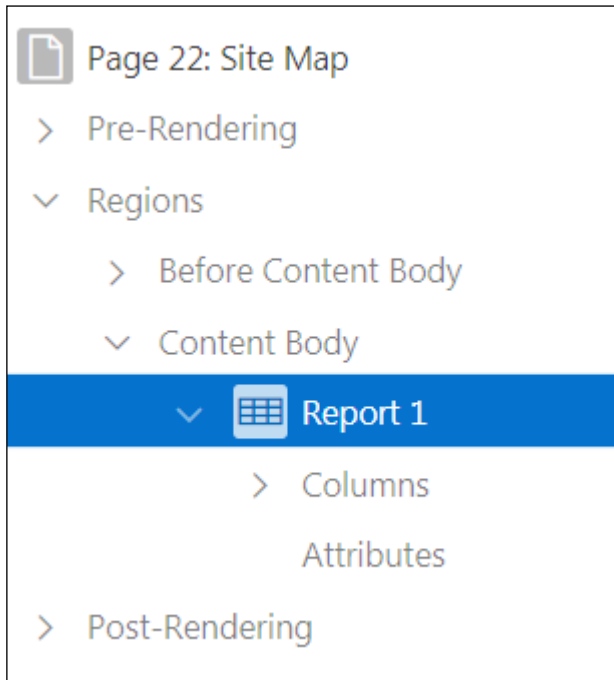 Page 22: Site Map
Pre-Rendering
Regions
Before Content Body
Content Body
Report 1
Columns
Attributes
Post-Rendering